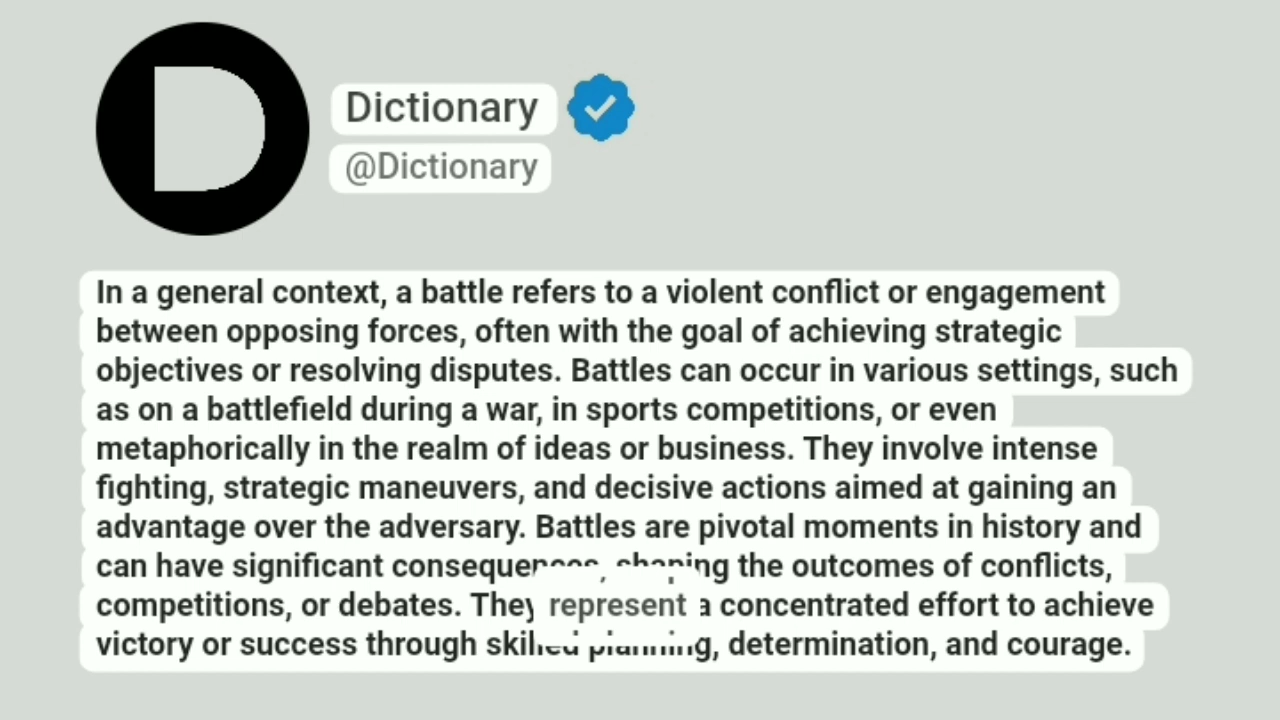 D
Dictionary
@Dictionary
In a general context, a battle refers to a violent conflict or engagement
between opposing forces, often with the goal of achieving strategic
objectives or resolving disputes. Battles can occur in various settings, such
as on a battlefield during a war, in sports competitions, or even
metaphorically in the realm of ideas or business. They involve intense
fighting, strategic maneuvers, and decisive actions aimed at gaining an
advantage over the adversary. Battles are pivotal moments in history and
can have significant consequences, shaping the outcomes of conflicts,
competitions, or debates. They represent a concentrated effort to achieve
victory or success through skilled planning, determination, and courage.